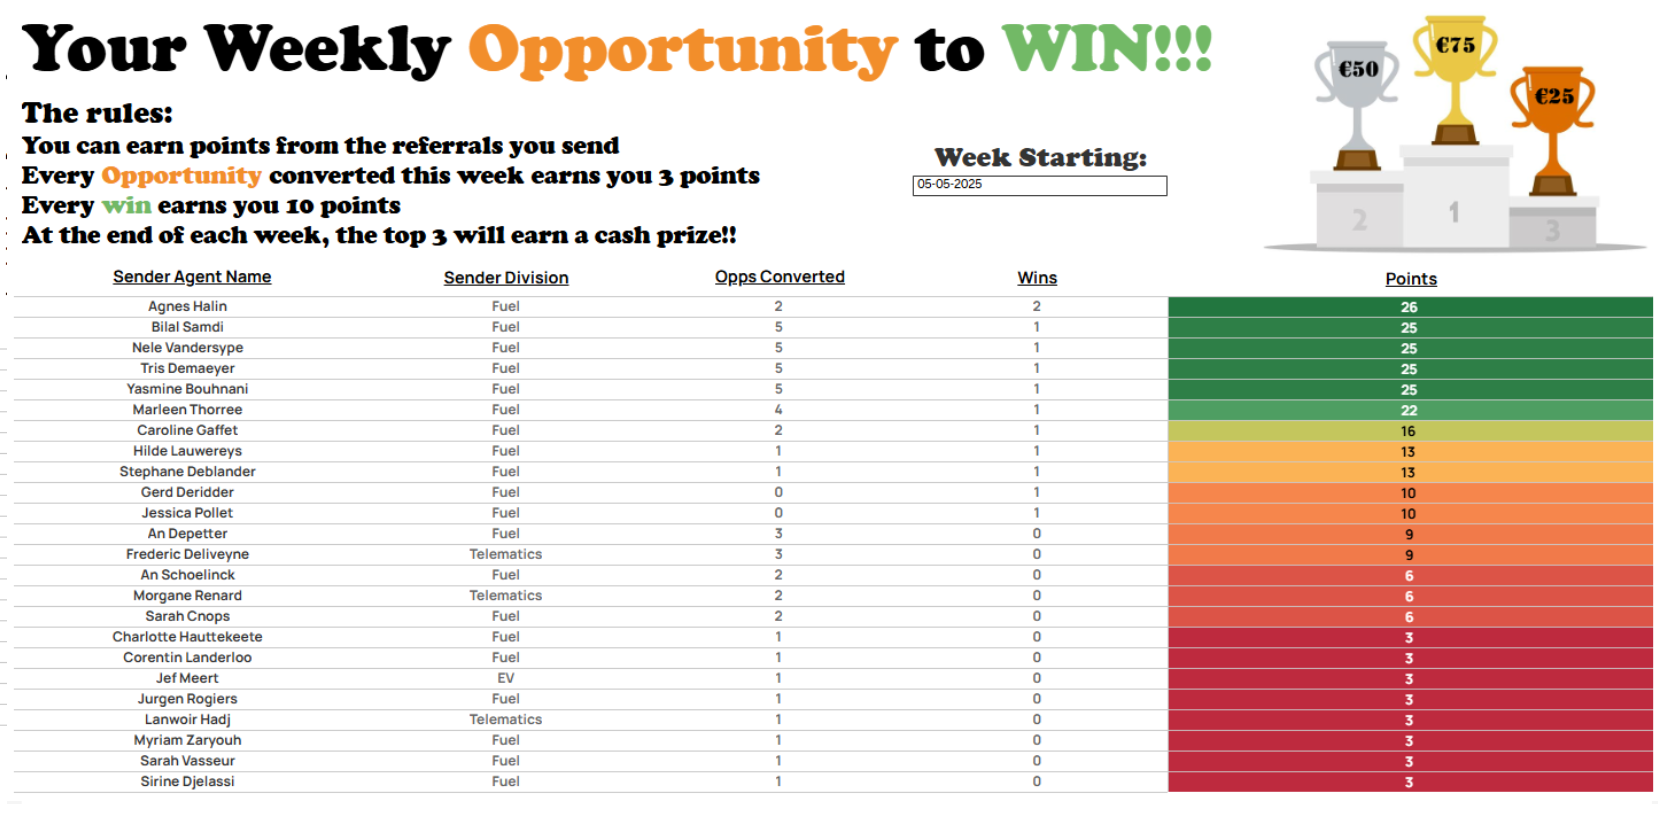 Your Weekly Opportunity to WIN!!!
€50
€75
€25
The rules:
You can earn points from the referrals you send
Every Opportunity converted this week earns you 3 points
Every win earns you 10 points
At the end of each week, the top 3 will earn a cash prize!!
Week Starting:
05-05-2025
2
1
3
Sender Agent Name Sender Division Opps Converted Wins Points
Agnes Halin Fuel 2 2 26
Bilal Samdi Fuel 5 1 25
Nele Vandersype Fuel 5 1 25
Tris Demaeyer Fuel 5 1 25
Yasmine Bouhnani Fuel 5 1 25
Marleen Thorree Fuel 4 1 22
Caroline Gaffet Fuel 2 1 16
Hilde Lauwereys Fuel 1 1 13
Stephane Deblander Fuel 1 1 13
Gerd Deridder Fuel 0 1 10
Jessica Pollet Fuel 0 1 10
An Depetter Fuel 3 0 9
Frederic Deliveyne Telematics 3 0 9
An Schoelinck Fuel 2 0 6
Morgane Renard Telematics 2 0 6
Sarah Cnops Fuel 2 0 6
Charlotte Hauttekeete Fuel 1 0 3
Corentin Landerloo Fuel 1 0 3
Jef Meert EV 1 0 3
Jurgen Rogiers Fuel 1 0 3
Lanwoir Hadj Telematics 1 0 3
Myriam Zaryouh Fuel 1 0 3
Sarah Vasseur Fuel 1 0 3
Sirine Djelassi Fuel 1 0 3